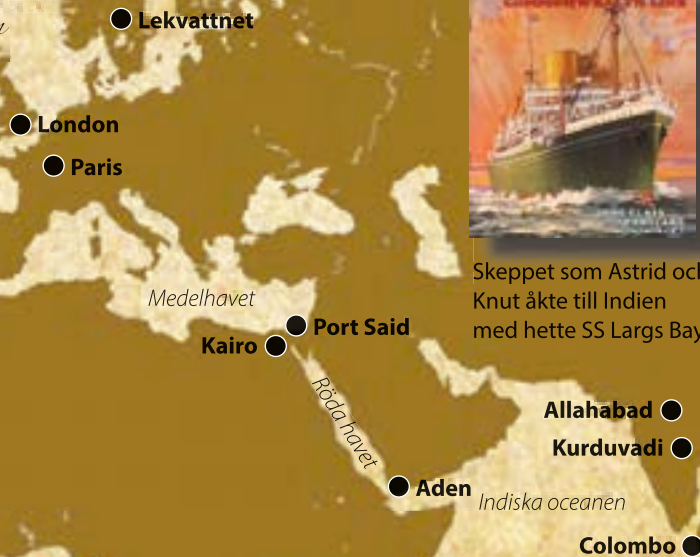 Lekvattnet
London
Paris
Skeppet som Astrid och
Knut åkte till Indien
med hette SS Largs Bay
Medelhavet
Port Said
Kairo
Röda havet
Allahabad
Kurduvadi
Aden
Indiska oceanen
Colombo